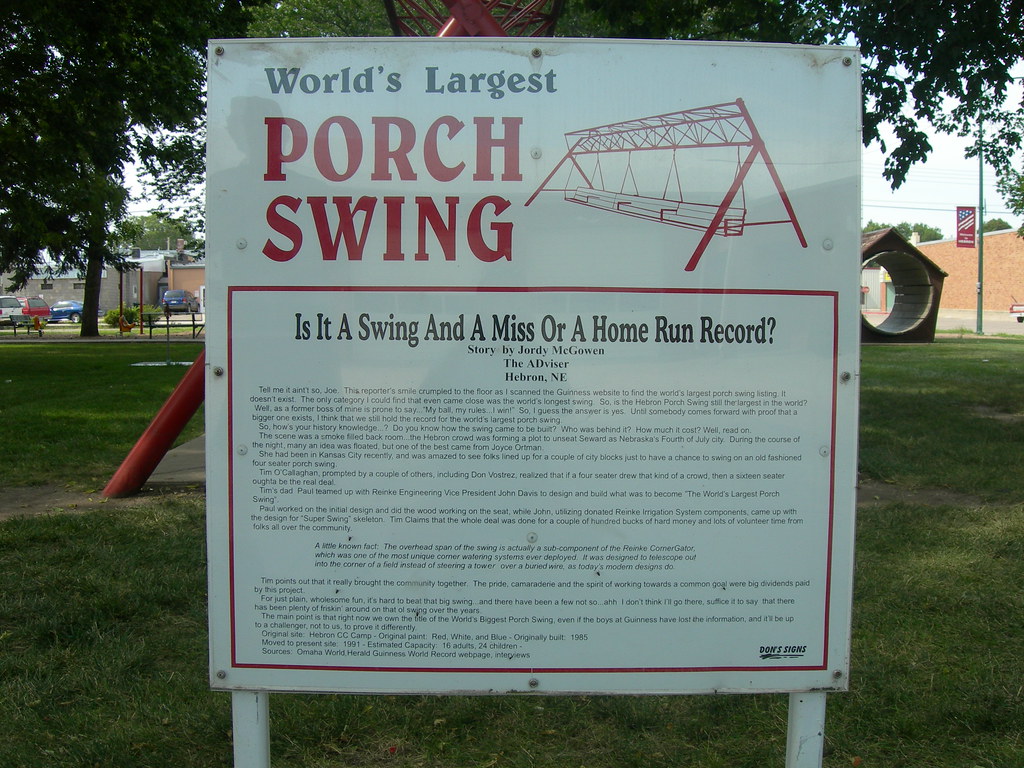 World's Largest
PORCH
SWING
Is It A Swing And A Miss Or A Home Run Record?
Story by Jordy McGowen
The ADviser
Hebron, NE
Tell me it ain't so, Joe. This reporter's smile crumpled to the floor as I scanned the Guinness website to find the world's largest porch swing listing. It
doesn't exist. The only category I could find that even came close was the world's longest swing. So, is the Hebron Porch Swing still the largest in the world?
Well, as a former boss of mine is prone to say..."My ball, my rules...I win!" So, I guess the answer is yes. Until somebody comes forward with proof that a
bigger one exists, I think that we still hold the record for the world's largest porch swing.
So, how's your history knowledge...? Do you know how the swing came to be built? Who was behind it? How much it cost? Well, read on.
The scene was a smoke filled back room...the Hebron crowd was forming a plot to unseat Seward as Nebraska's Fourth of July city. During the course of
the night, many an idea was floated, but one of the best came from Joyce Ortman.
She had been in Kansas City recently, and was amazed to see folks lined up for a couple of city blocks just to have a chance to swing on an old fashioned
four seater porch swing.
Tim O'Callaghan, prompted by a couple of others, including Don Vostrez, realized that if a four seater drew that kind of a crowd, then a sixteen seater
oughta be the real deal.
Tim's dad Paul teamed up with Reinke Engineering Vice President John Davis to design and build what was to become "The World's Largest Porch
Swing".
Paul worked on the initial design and did the wood working on the seat, while John, utilizing donated Reinke Irrigation System components, came up with
the design for "Super Swing" skeleton. Tim Claims that the whole deal was done for a couple of hundred bucks of hard money and lots of volunteer time from
folks all over the community.
A little known fact: The overhead span of the swing is actually a sub-component of the Reinke CornerGator,
which was one of the most unique corner watering systems ever deployed. It was designed to telescope out
into the corner of a field instead of steering a tower over a buried wire, as today's modern designs do.
Tim points out that it really brought the community together. The pride, camaraderie and the spirit of working towards a common goal were big dividends paid
by this project.
For just plain, wholesome fun, it's hard to beat that big swing...and there have been a few not so...ahh I don't think I'll go there, suffice it to say that there
has been plenty of friskin' around on that ol swing over the years.
The main point is that right now we own the title of the World's Biggest Porch Swing, even if the boys at Guinness have lost the information, and it'll be up
to a challenger, not to us, to prove it differently.
Original site: Hebron CC Camp - Original paint: Red, White, and Blue - Originally built: 1985
Moved to present site: 1991 - Estimated Capacity: 16 adults, 24 children -
Sources: Omaha World,Herald Guinness World Record webpage, interviews
DON'S SIGNS